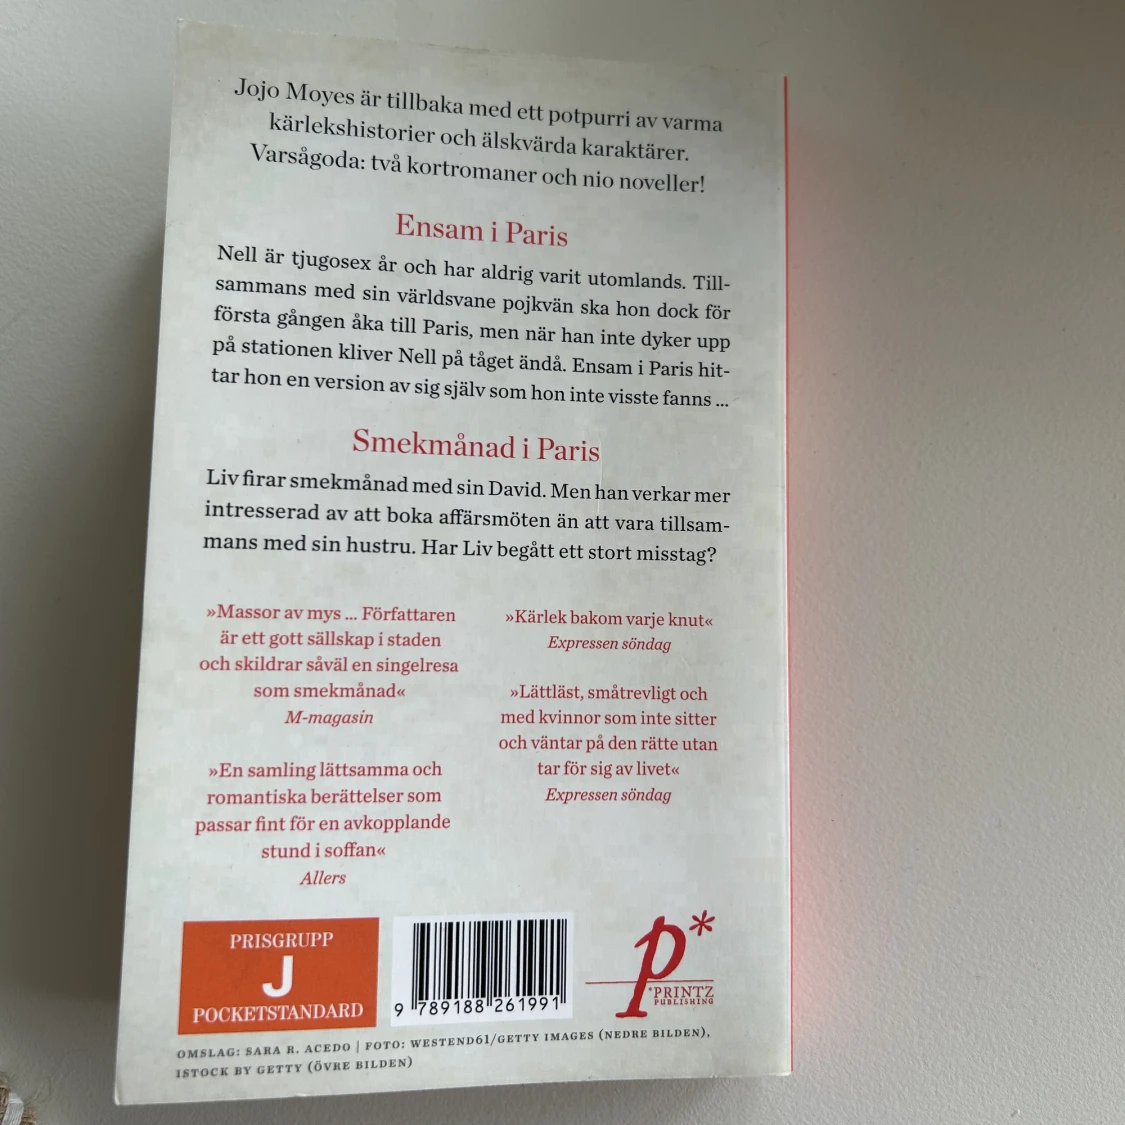 Jojo Moyes är tillbaka med ett potpurri av varma
kärlekshistorier och älskvärda karaktärer.
Varsågoda: två kortromaner och nio noveller!
Ensam i Paris
Nell är tjugosex år och har aldrig varit utomlands. Till-
sammans med sin världsvane pojkvän ska hon dock för
första gången åka till Paris, men när han inte dyker upp
på stationen kliver Nell på tåget ändå. Ensam i Paris hit-
tar hon en version av sig själv som hon inte visste fanns ...
Smekmånad i Paris
Liv firar smekmånad med sin David. Men han verkar mer
intresserad av att boka affärsmöten än att vara tillsam-
mans med sin hustru. Har Liv begått ett stort misstag?
»Massor av mys ... Författaren
är ett gott sällskap i staden
och skildrar såväl en singelresa
som smekmånad«
M-magasin
»En samling lättsamma och
romantiska berättelser som
passar fint för en avkopplande
stund i soffan«
Allers
»Kärlek bakom varje knut«
Expressen söndag
»Lättläst, småtrevligt och
med kvinnor som inte sitter
och väntar på den rätte utan
tar för sig av livet«
Expressen söndag
PRISGRUPP
J
POCKETSTANDARD
9 789188 261991
p*
*PRINTZ
PUBLISHING
OMSLAG: SARA R. ACEDO | FOTO: WESTEND61/GETTY IMAGES (NEDRE BILDEN),
ISTOCK BY GETTY (ÖVRE BILDEN)